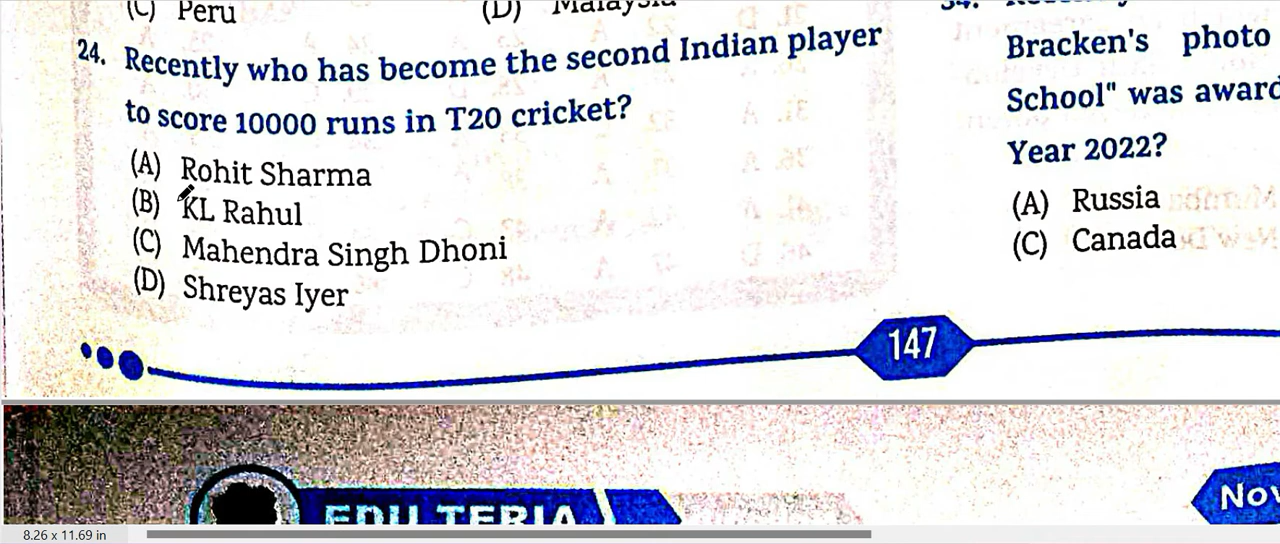 (C) Peru
(D)
24. Recently who has become the second Indian player
to score 10000 runs in T20 cricket?
(A) Rohit Sharma
(B) KL Rahul
(C) Mahendra Singh Dhoni
(D) Shreyas Iyer
147
Bracken's photo
School" was
Year 2022?
(A) Russia
(C) Canada
EDU TERIA
8.26 x 11.69 in